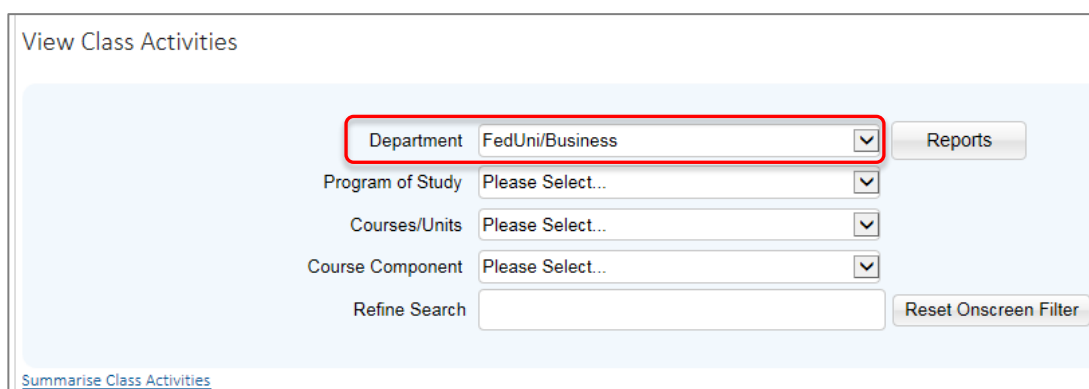 View Class Activities
Department FedUni/Business Reports
Program of Study Please Select...
Courses/Units Please Select...
Course Component Please Select...
Refine Search Reset Onscreen Filter
Summarise Class Activities